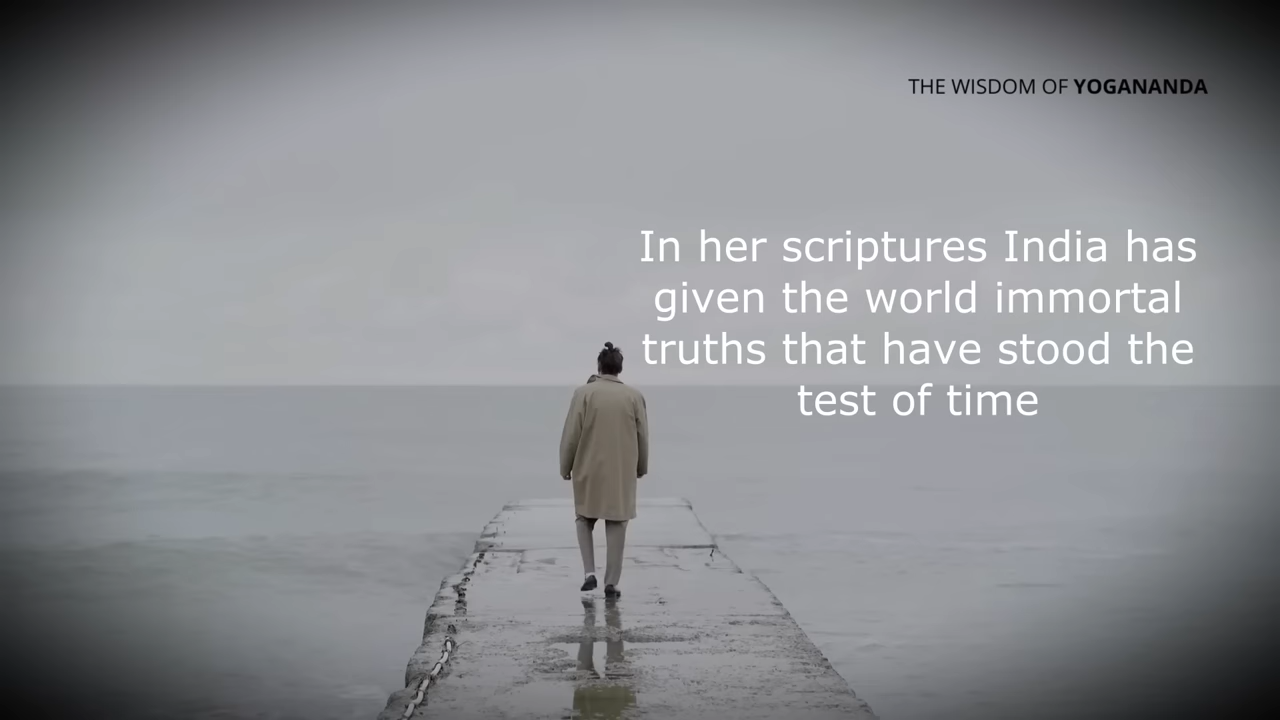 THE WISDOM OF YOGANANDA
In her scriptures India has
given the world immortal
truths that have stood the
test of time